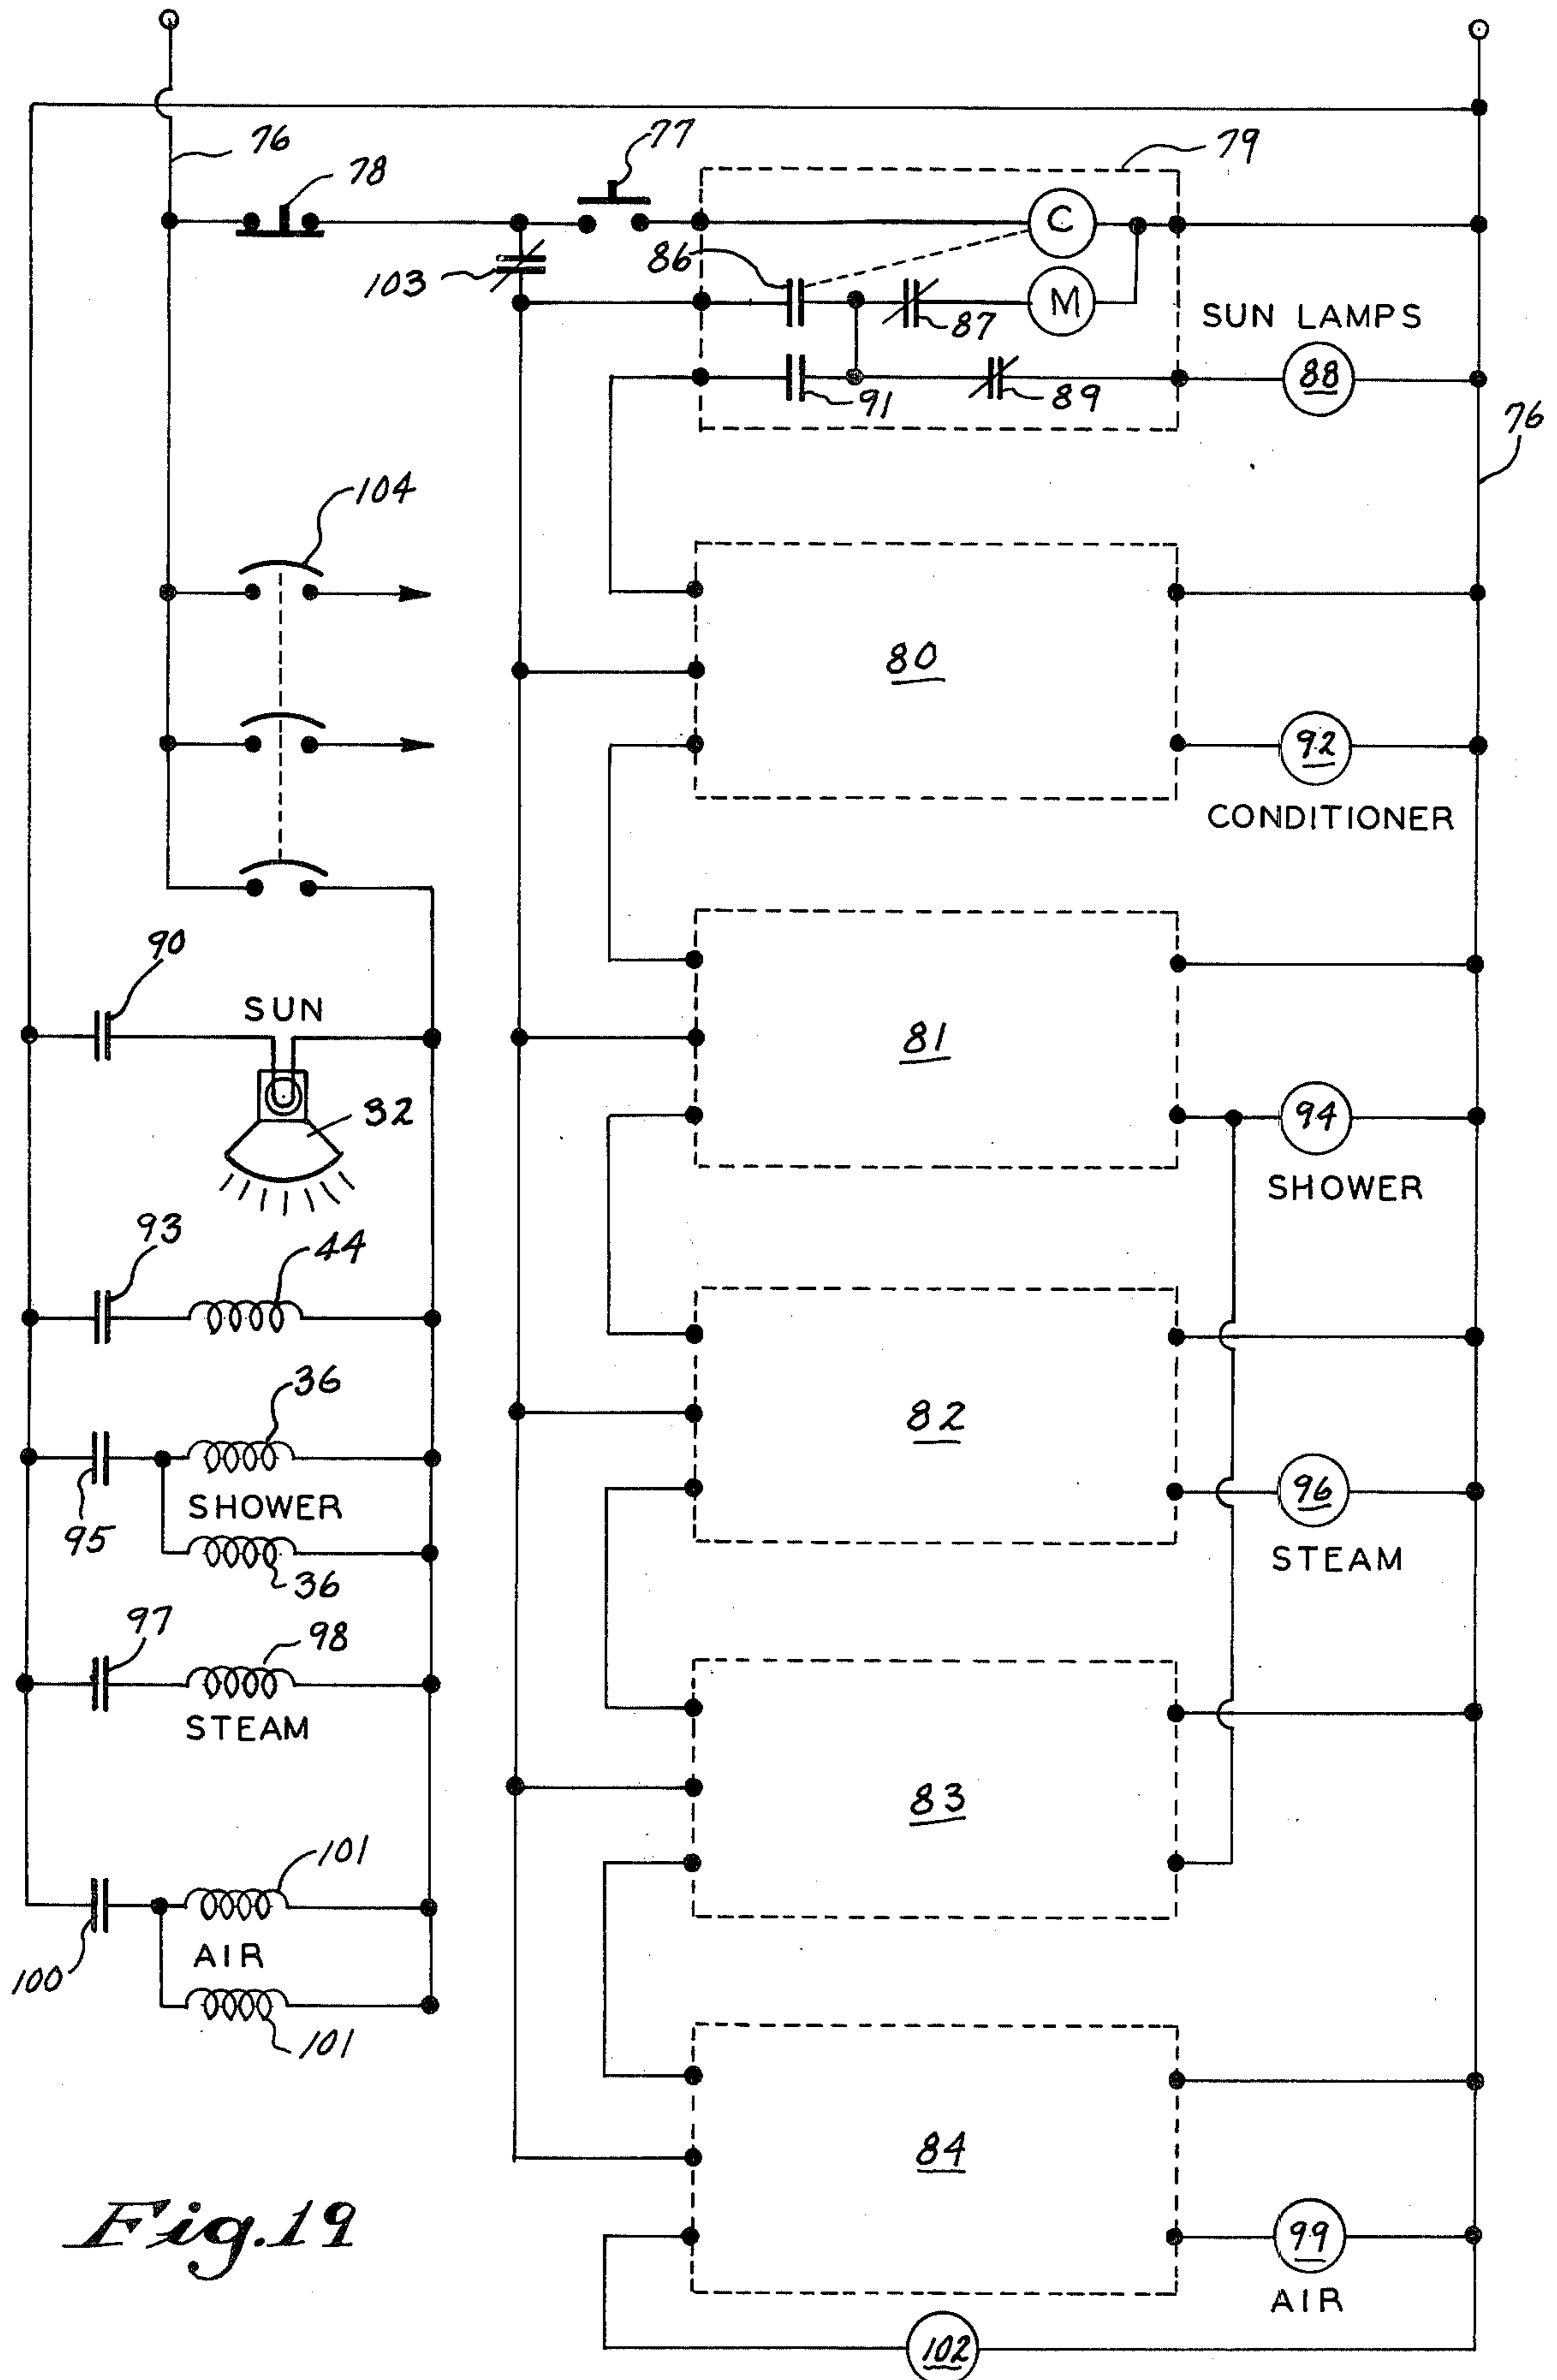 76
78
77
79
C
103
86
M
87
SUN LAMPS
88
91
89
76
104
80
92
CONDITIONER
90
SUN
32
81
94
SHOWER
93
44
36
95
SHOWER
36
82
96
STEAM
97
98
STEAM
83
101
100
AIR
101
84
99
AIR
102
Fig. 19